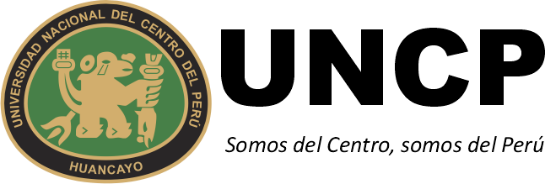 UNIVERSIDAD NACIONAL DEL CENTRO DEL PERÚ
HUANCAYO
UNCP
Somos del Centro, somos del Perú